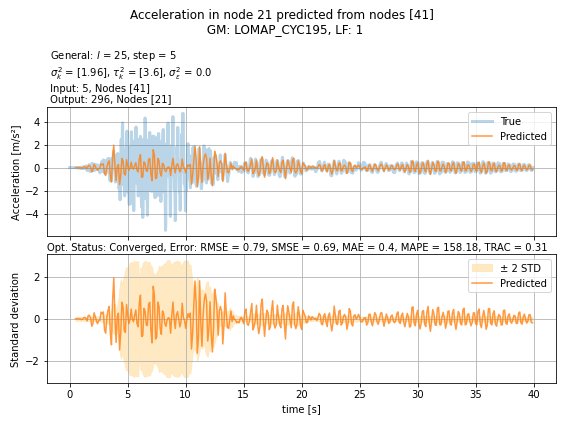 Acceleration in node 21 predicted from nodes [41]
GM: LOMAP_CYC195, LF: 1
General: l = 25, step = 5
σ²ₖ = [1.96], τ²ₖ = [3.6], σ²ε = 0.0
Input: 5, Nodes [41]
Output: 296, Nodes [21]
Acceleration [m/s²]
4
2
0
−2
−4
True
Predicted
Opt. Status: Converged, Error: RMSE = 0.79, SMSE = 0.69, MAE = 0.4, MAPE = 158.18, TRAC = 0.31
Standard deviation
2
0
−2
± 2 STD
Predicted
0 5 10 15 20 25 30 35 40
time [s]